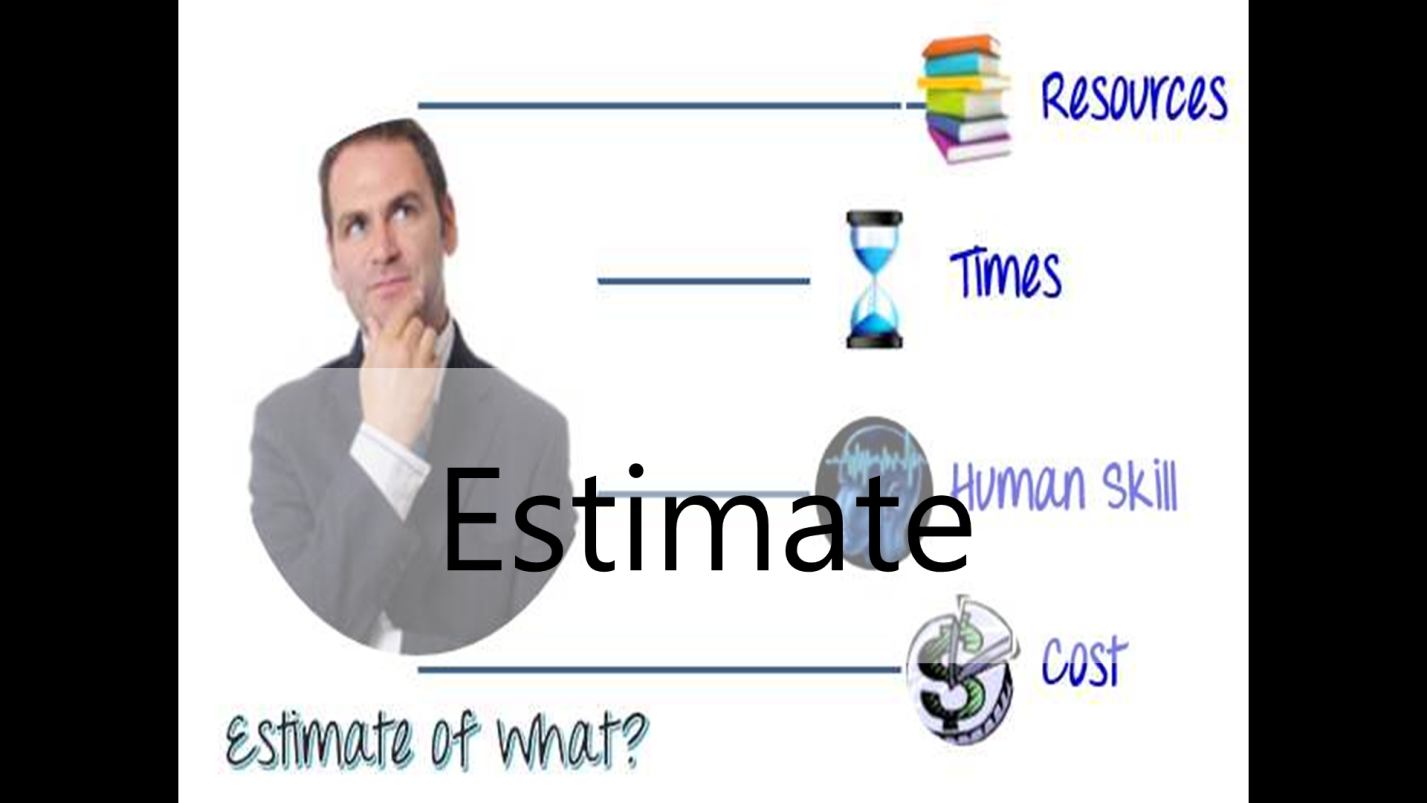 Resources
Times
Human Skill
Estimate
Cost
Estimate of what?